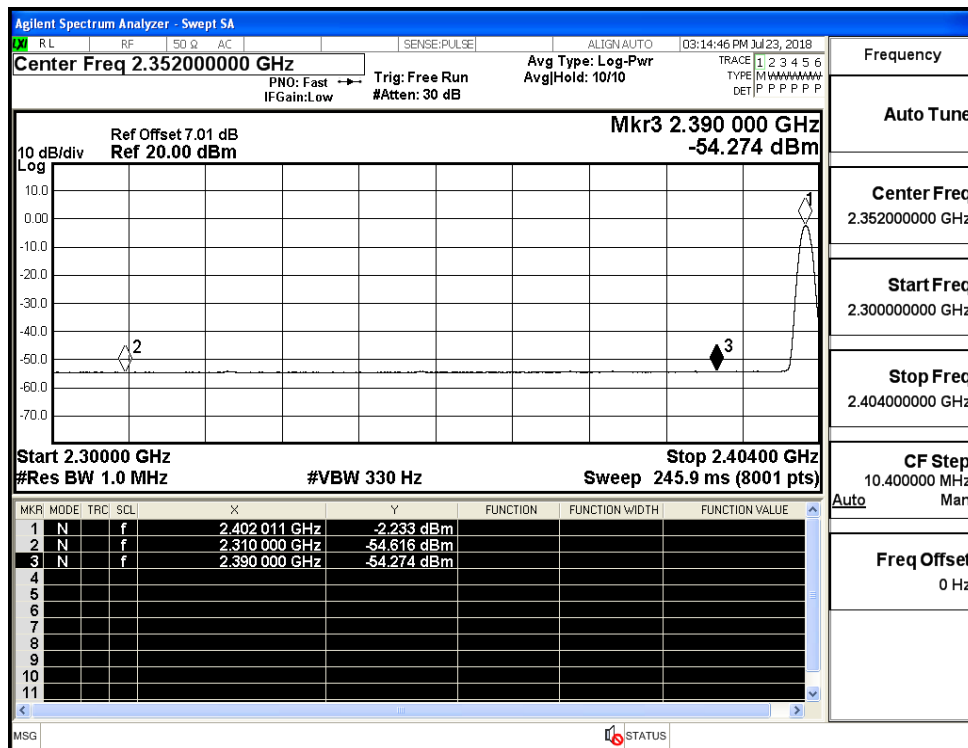 Agilent Spectrum Analyzer - Swept SA
LXI RL RF 50 Ω AC SENSE:PULSE ALIGN AUTO 03:14:46 PM Jul 23, 2018
Center Freq 2.352000000 GHz
PNO: Fast
IFGain:Low
Trig: Free Run
#Atten: 30 dB
Avg Type: Log-Pwr
Avg|Hold: 10/10
TRACE 1 2 3 4 5 6
TYPE M
DET P P P P P P
Ref Offset 7.01 dB
10 dB/div Ref 20.00 dBm
Log
Mkr3 2.390 000 GHz
-54.274 dBm
10.0
0.00
-10.0
-20.0
-30.0
-40.0
-50.0
-60.0
-70.0
1
2
3
Start 2.30000 GHz Stop 2.40400 GHz
#Res BW 1.0 MHz #VBW 330 Hz Sweep 245.9 ms (8001 pts)
MKR MODE TRC SCL X Y FUNCTION FUNCTION WIDTH FUNCTION VALUE
1 N f 2.402 011 GHz -2.233 dBm
2 N f 2.310 000 GHz -54.616 dBm
3 N f 2.390 000 GHz -54.274 dBm
4
5
6
7
8
9
10
11
MSG STATUS
Frequency
Auto Tune
Center Freq
2.352000000 GHz
Start Freq
2.300000000 GHz
Stop Freq
2.404000000 GHz
CF Step
10.400000 MHz
Auto Man
Freq Offset
0 Hz